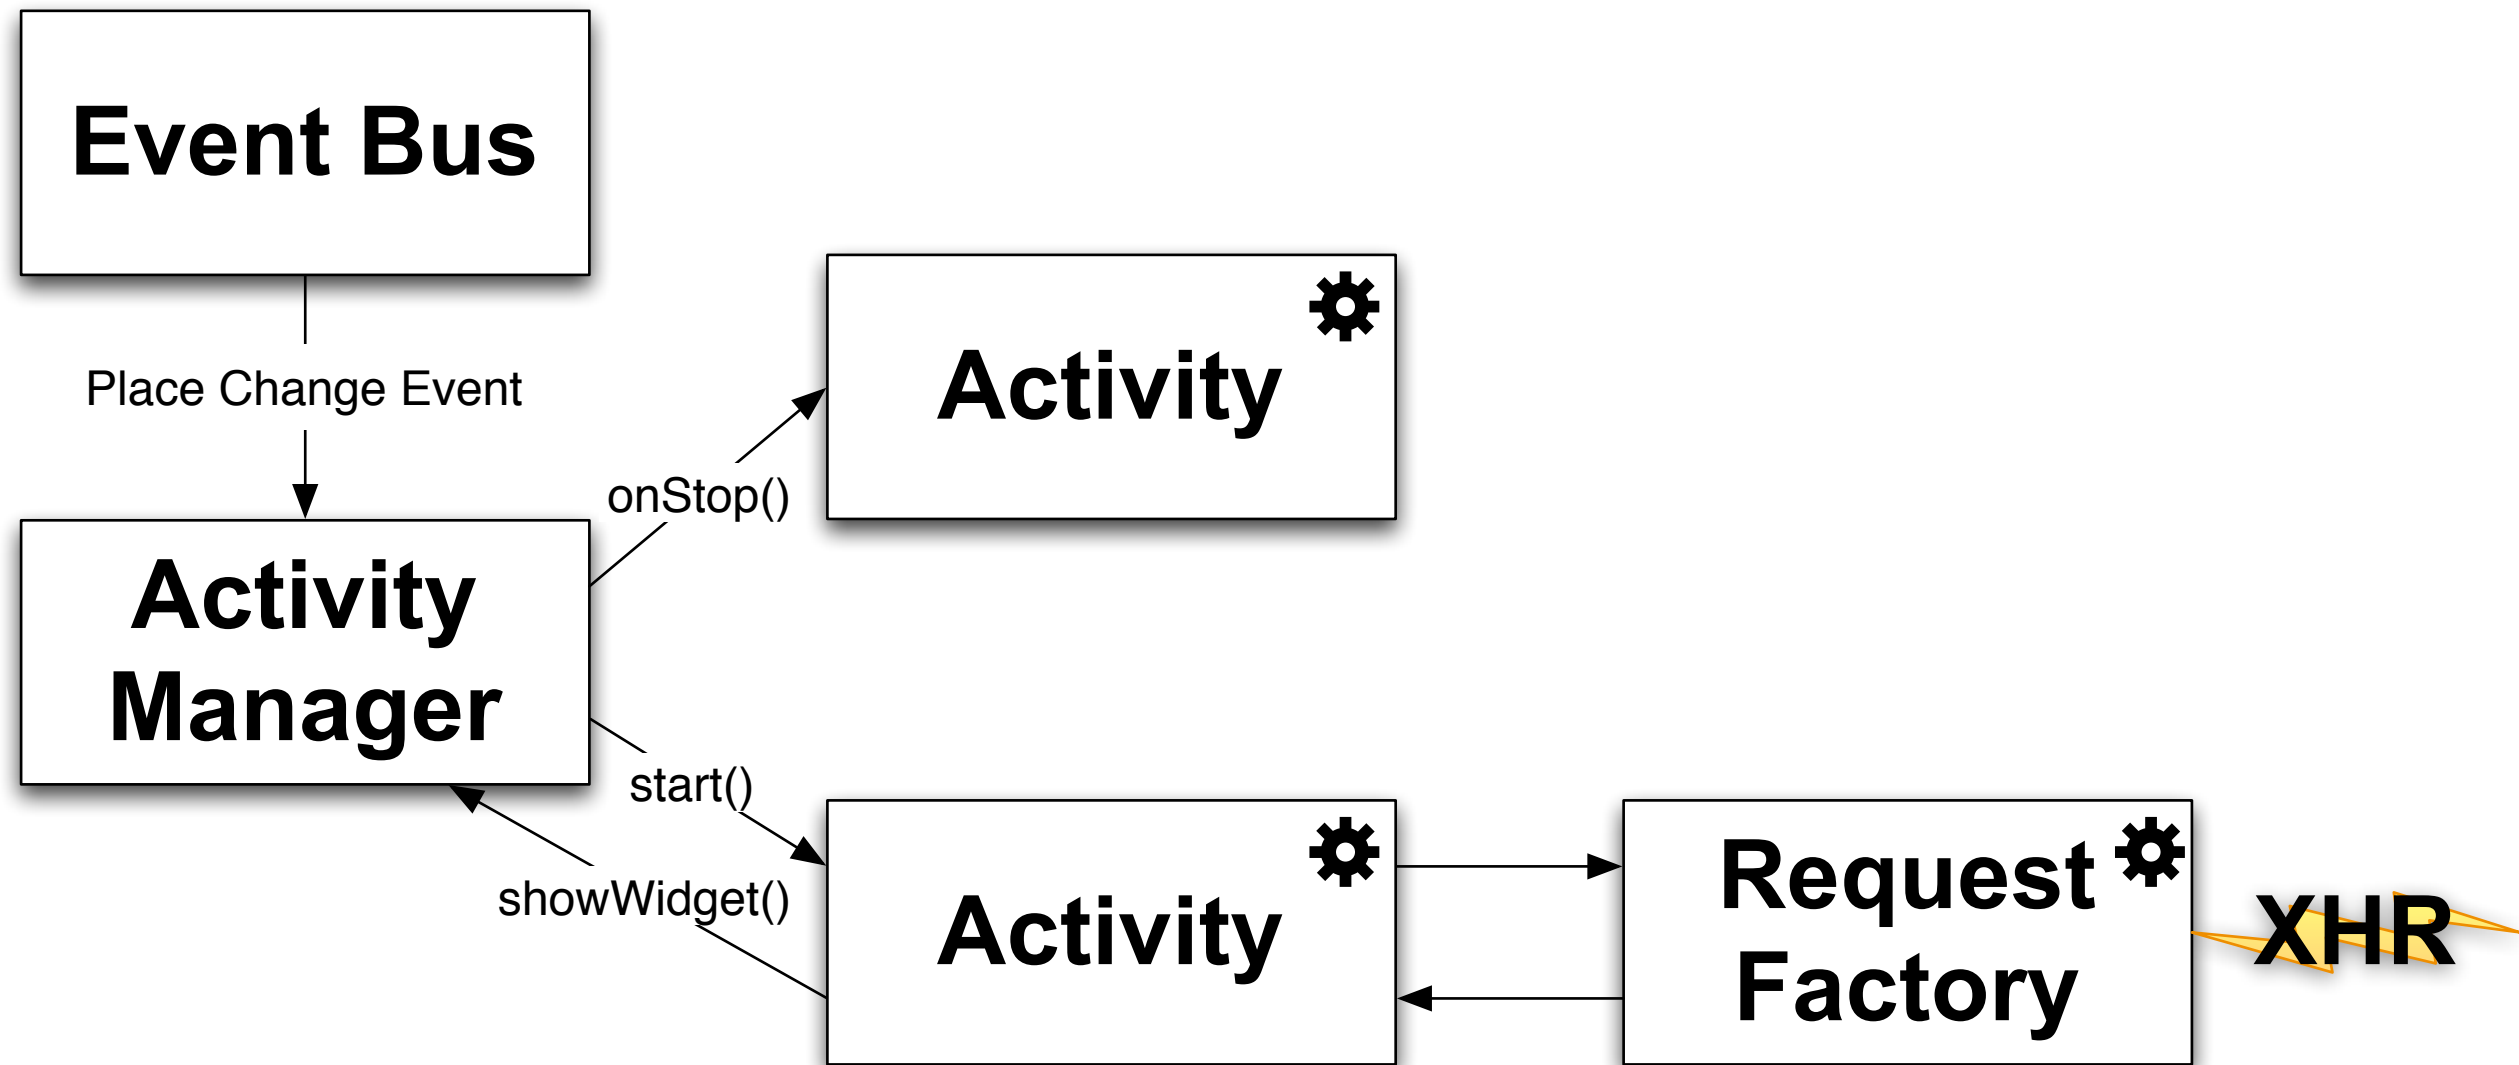 Event Bus
Place Change Event
Activity
onStop()
Activity
Manager
start()
showWidget()
Activity
Request
Factory
XHR